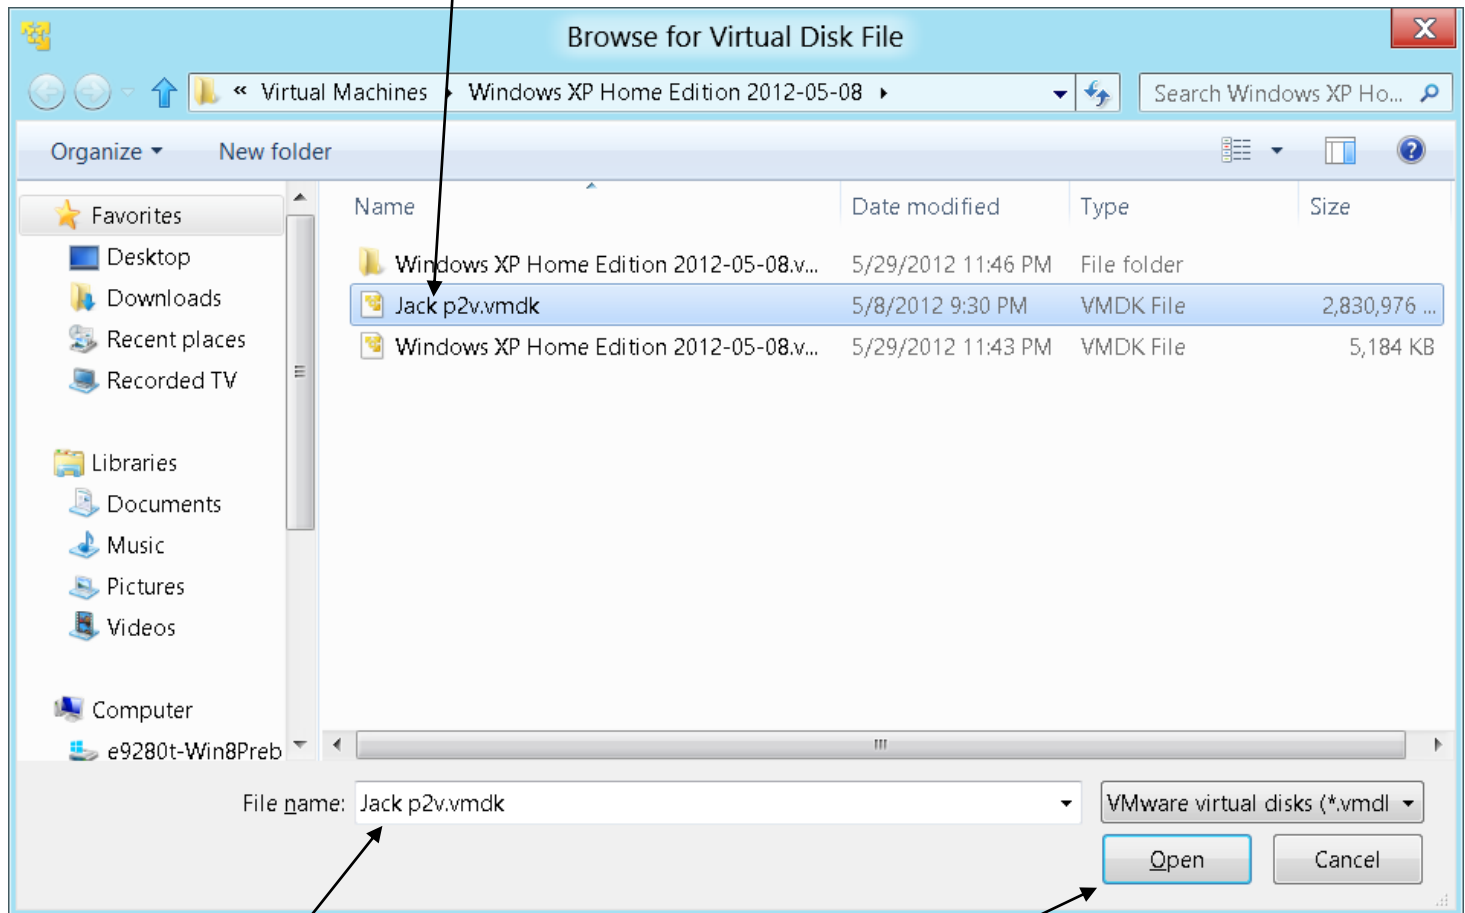 Browse for Virtual Disk File
X
« Virtual Machines Windows XP Home Edition 2012-05-08
Search Windows XP Ho...
Organize New folder
Name Date modified Type Size
Favorites
Desktop
Downloads
Recent places
Recorded TV
Libraries
Documents
Music
Pictures
Videos
Computer
e9280t-Win8Preb
Windows XP Home Edition 2012-05-08.v... 5/29/2012 11:46 PM File folder
Jack p2v.vmdk 5/8/2012 9:30 PM VMDK File 2,830,976 ...
Windows XP Home Edition 2012-05-08.v... 5/29/2012 11:43 PM VMDK File 5,184 KB
File name: Jack p2v.vmdk
VMware virtual disks (*.vmdl
Open Cancel